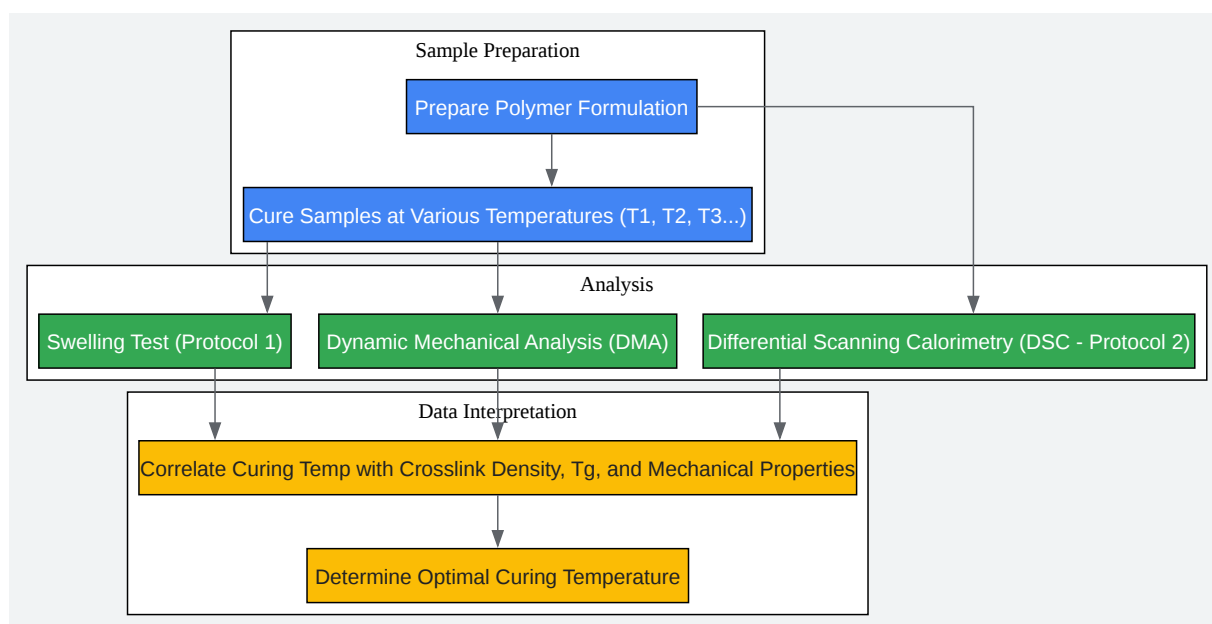 Sample Preparation
Prepare Polymer Formulation
Cure Samples at Various Temperatures (T1, T2, T3...)
Analysis
Swelling Test (Protocol 1)
Dynamic Mechanical Analysis (DMA)
Differential Scanning Calorimetry (DSC - Protocol 2)
Data Interpretation
Correlate Curing Temp with Crosslink Density, Tg, and Mechanical Properties
Determine Optimal Curing Temperature